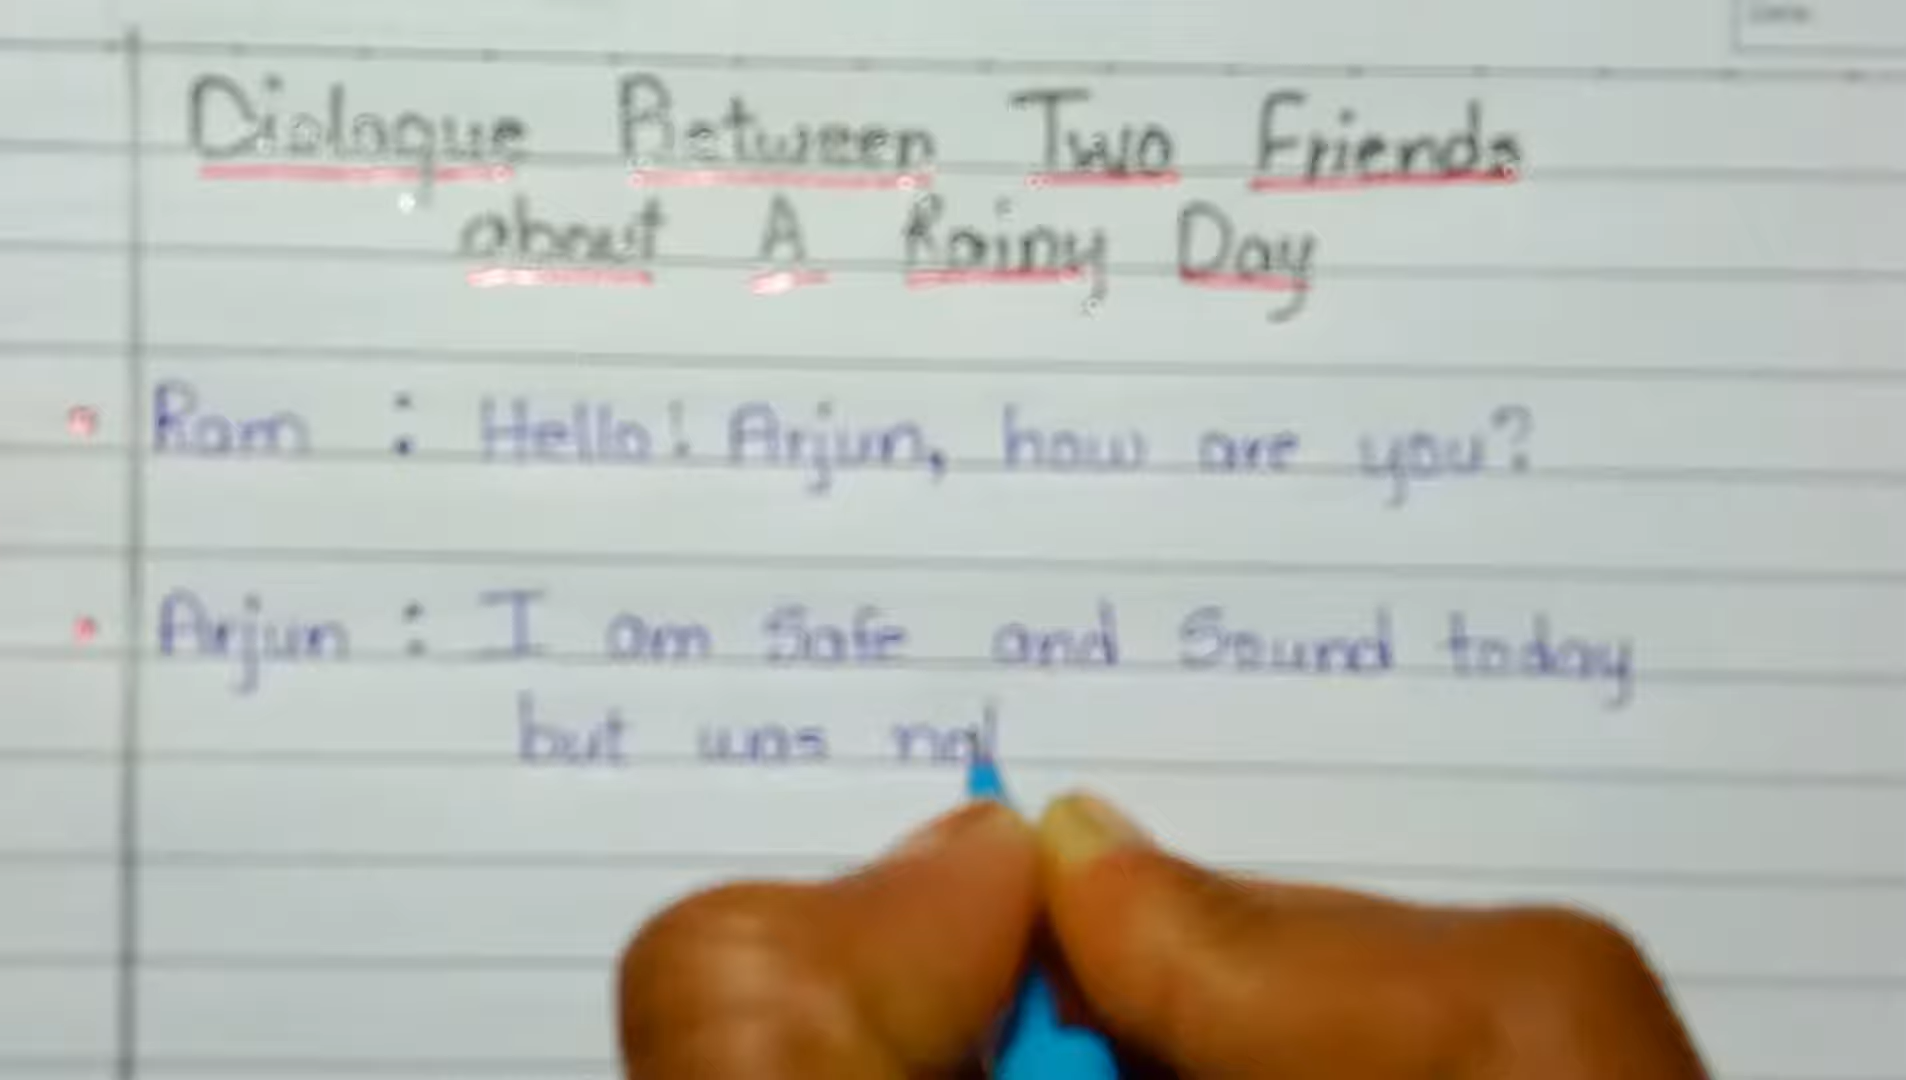 Dialogue Between Two Friends
about A Rainy Day
Ram : Hello! Arjun, how are you?
Arjun : I am Safe and Sound today
but was not